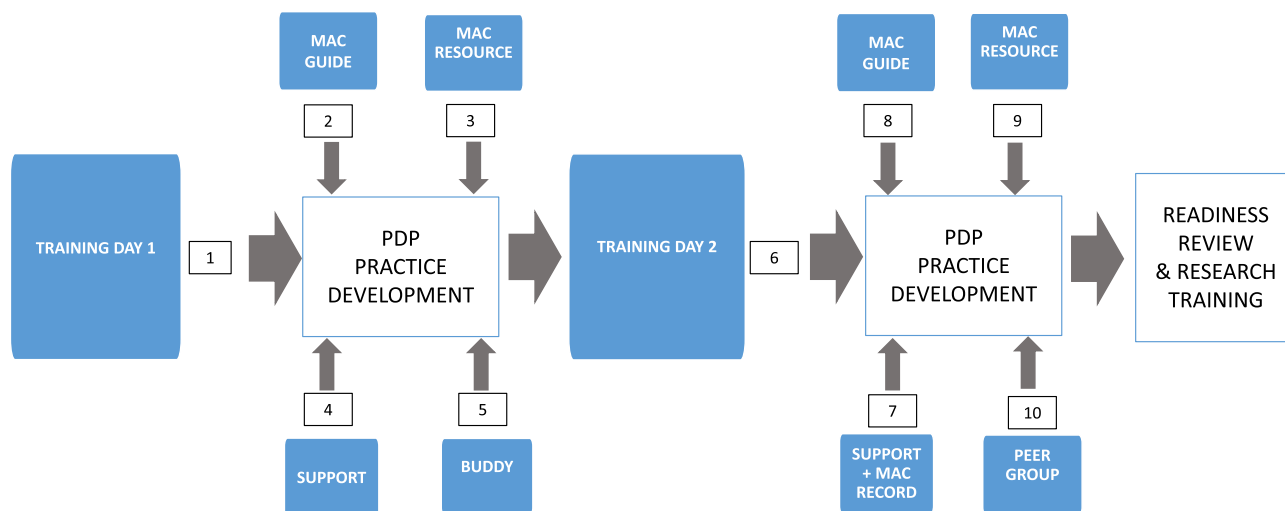 MAC
GUIDE
MAC
RESOURCE
MAC
GUIDE
MAC
RESOURCE
2
3
8
9
TRAINING DAY 1
1
PDP
PRACTICE
DEVELOPMENT
TRAINING DAY 2
6
PDP
PRACTICE
DEVELOPMENT
READINESS
REVIEW
& RESEARCH
TRAINING
4
5
7
10
SUPPORT
BUDDY
SUPPORT
+ MAC
RECORD
PEER
GROUP